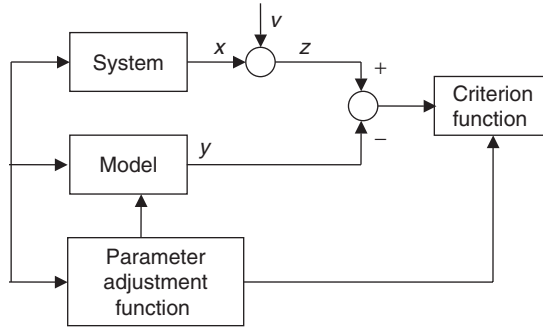 v
x
z
System
+
Criterion
function
Model
y
−
Parameter
adjustment
function